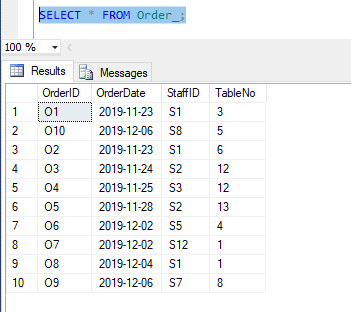 SELECT * FROM Order_;
100 %
Results Messages
OrderID OrderDate StaffID TableNo
1 O1 2019-11-23 S1 3
2 O10 2019-12-06 S8 5
3 O2 2019-11-23 S1 6
4 O3 2019-11-24 S2 12
5 O4 2019-11-25 S3 12
6 O5 2019-11-28 S2 13
7 O6 2019-12-02 S5 4
8 O7 2019-12-02 S12 1
9 O8 2019-12-04 S1 1
10 O9 2019-12-06 S7 8